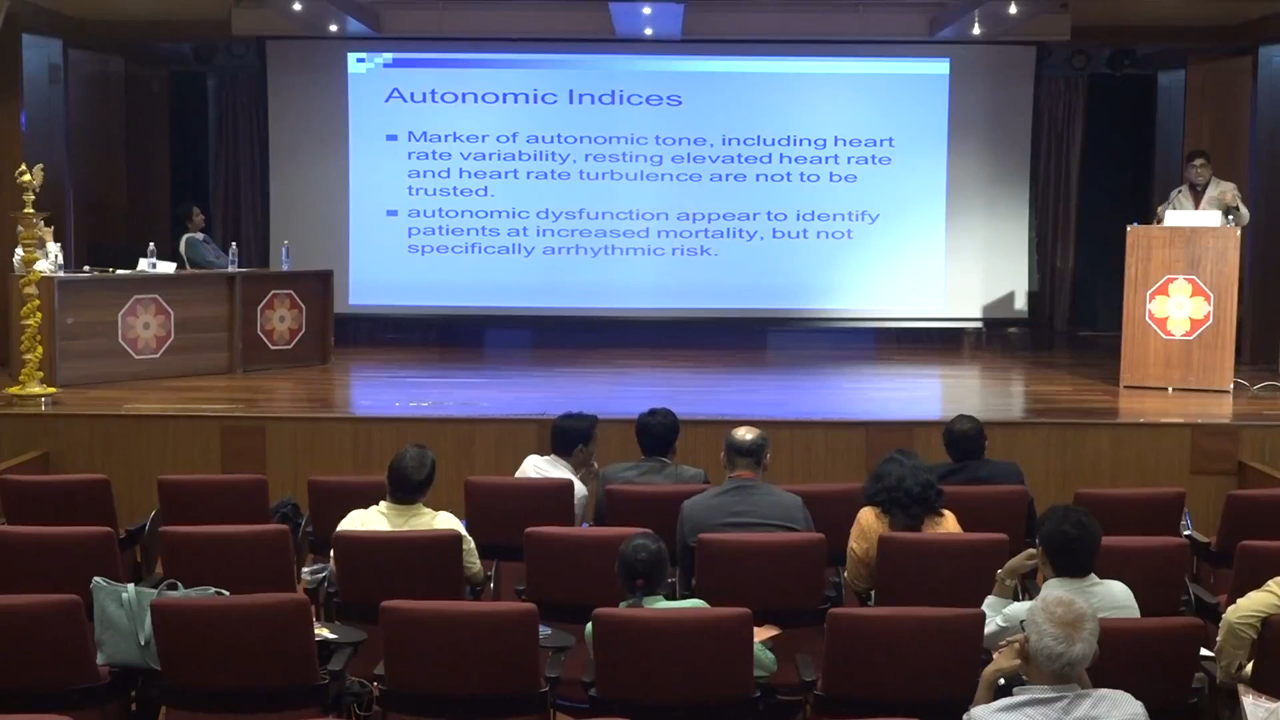 Autonomic Indices
Marker of autonomic tone, including heart
rate variability, resting elevated heart rate
and heart rate turbulence are not to be
trusted.
autonomic dysfunction appear to identify
patients at increased mortality, but not
specifically arrhythmic risk.